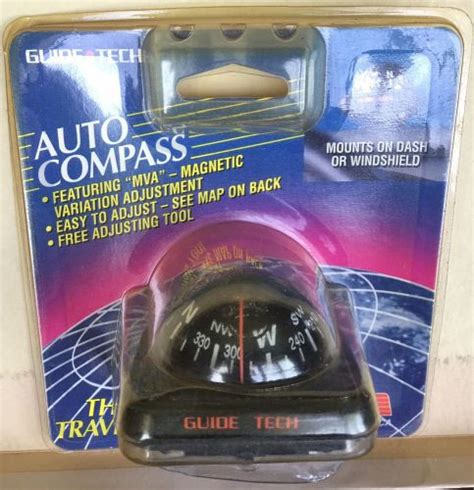 GUIDE TECH
AUTO
COMPASS
• FEATURING "MVA" – MAGNETIC
VARIATION ADJUSTMENT
• EASY TO ADJUST – SEE MAP ON BACK
• FREE ADJUSTING TOOL
MOUNTS ON DASH
OR WINDSHIELD
N
330
NW
300
W
240
SW
GUIDE TECH